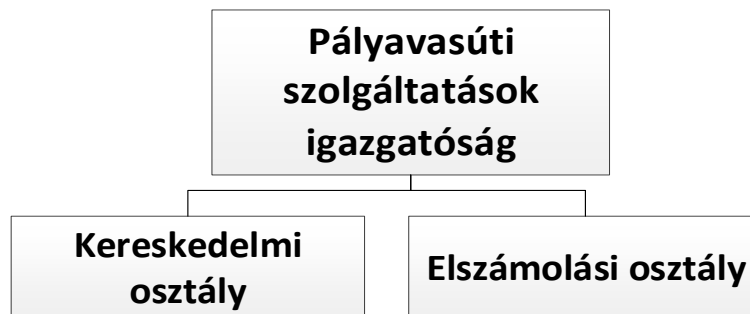 Pályavasúti
szolgáltatások
igazgatóság
Kereskedelmi
osztály
Elszámolási osztály